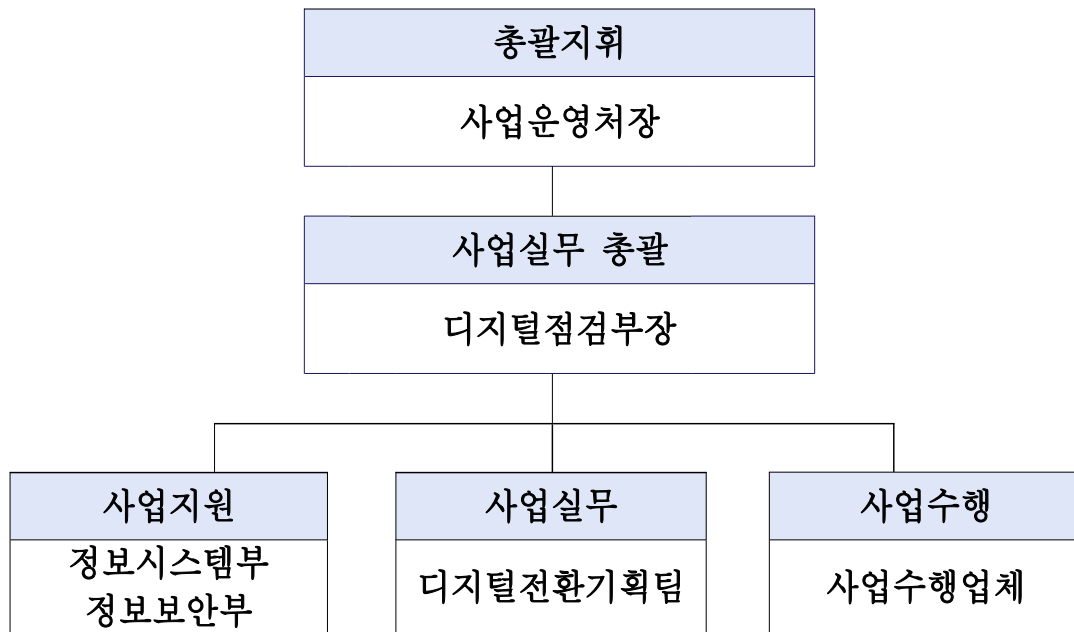 총괄지휘
사업운영처장
사업실무 총괄
디지털점검부장
사업지원
정보시스템부
정보보안부
사업실무
디지털전환기획팀
사업수행
사업수행업체